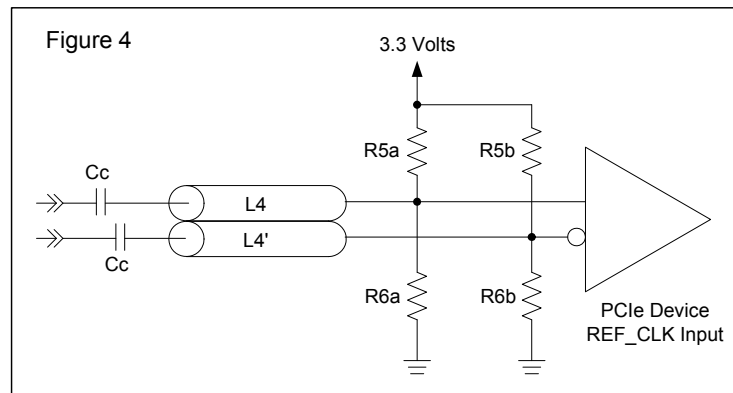 Figure 4
3.3 Volts
R5a
R5b
Cc
L4
L4'
Cc
R6a
R6b
PCIe Device
REF_CLK Input